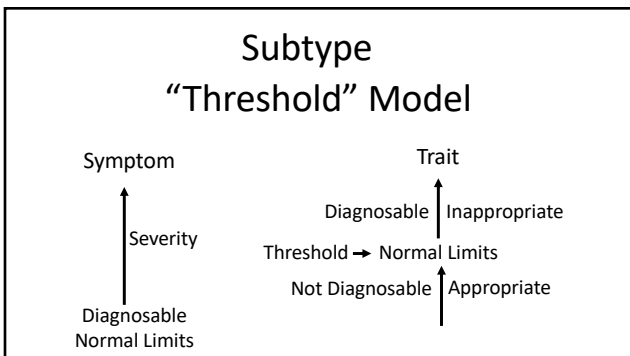 Subtype
“Threshold” Model
Symptom
Severity
Diagnosable
Normal Limits
Trait
Diagnosable Inappropriate
Threshold Normal Limits
Not Diagnosable Appropriate